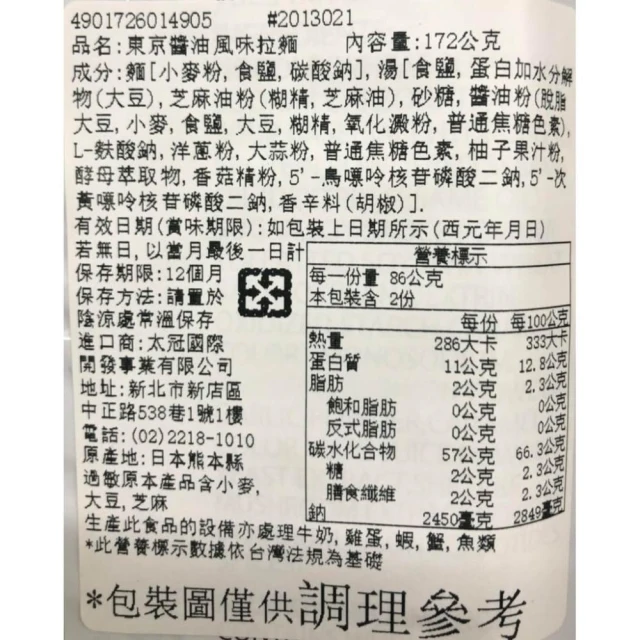 4901726014905 #2013021
品名:東京醬油風味拉麵 內容量:172公克
成分:麵[小麥粉,食鹽,碳酸鈉],湯[食鹽,蛋白加水分解
物(大豆),芝麻油粉(糊精,芝麻油),砂糖,醬油粉(脫脂
大豆,小麥,食鹽,大豆,糊精,氧化澱粉,普通焦糖色素),
L-麩酸鈉,洋蔥粉,大蒜粉,普通焦糖色素,柚子果汁粉,
酵母萃取物,香菇精粉,5'-鳥嘌呤核苷磷酸二鈉,5'-次
黃嘌呤核苷磷酸二鈉,香辛料(胡椒)].
有效日期(賞味期限):如包裝上日期所示(西元年月日)
若無日,以當月最後一日計
保存期限:12個月
保存方法:請置於
陰涼處常溫保存
進口商:太冠國際
開發事業有限公司
地址:新北市新店區
中正路538巷1號1樓
電話:(02)2218-1010
原產地:日本熊本縣
過敏原本產品含小麥,
大豆,芝麻
營養標示
每一份量 86公克
本包裝含 2份
每份 每100公克
熱量 286大卡 333大卡
蛋白質 11公克 12.8公克
脂肪 2公克 2.3公克
飽和脂肪 0公克 0公克
反式脂肪 0公克 0公克
碳水化合物 57公克 66.3公克
糖 2公克 2.3公克
膳食纖維 2公克 2.3公克
鈉 2450毫克 2849毫克
生產此食品的設備亦處理牛奶,雞蛋,蝦,蟹,魚類
*此營養標示數據依台灣法規為基礎
*包裝圖僅供調理參考